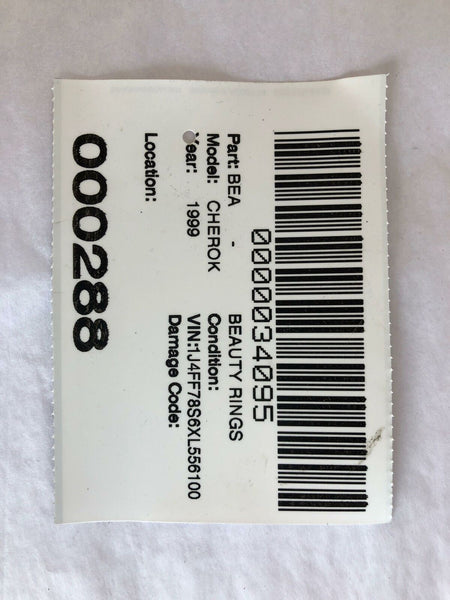 0000034095
Part: BEA - BEAUTY RINGS
Model: CHEROK Condition:
Year: 1999 VIN:1J4FF78S6XL556100
Damage Code:
Location:
000288